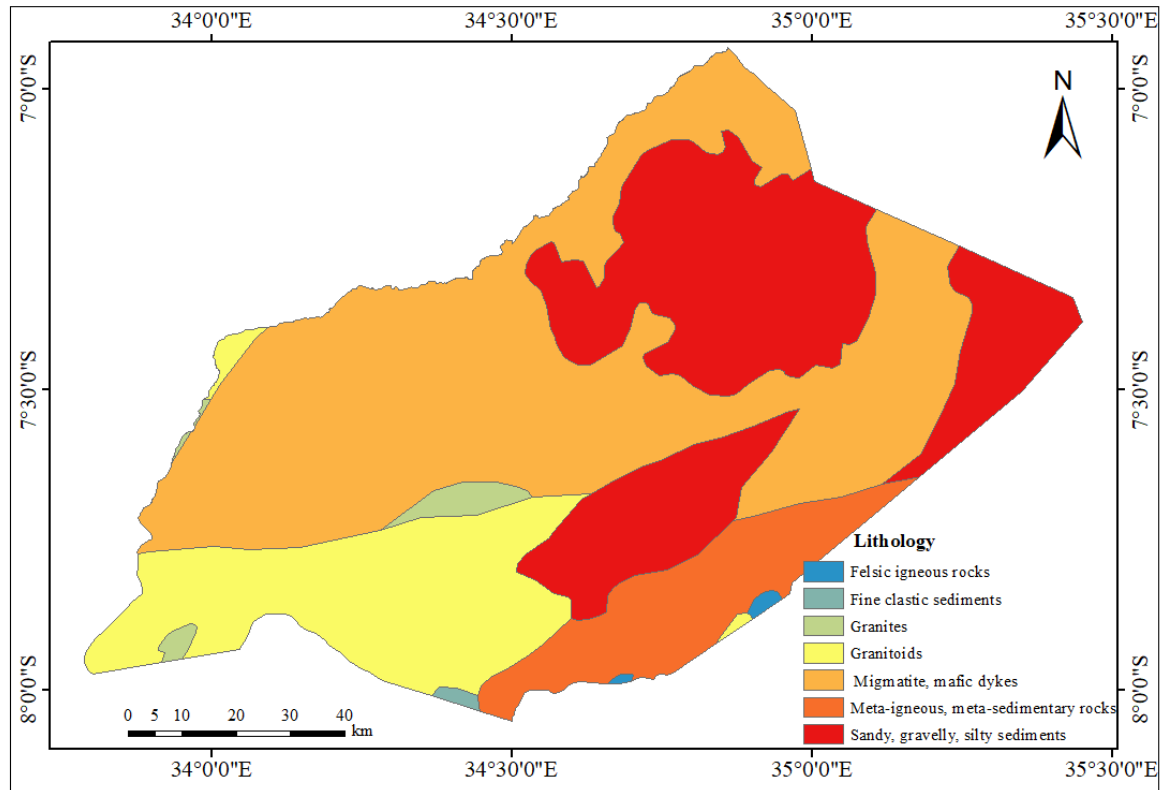 34°0'0"E
34°30'0"E
35°0'0"E
35°30'0"E
7°0'0"S
7°0'0"S
N
7°30'0"S
7°30'0"S
Lithology
Felsic igneous rocks
Fine clastic sediments
Granites
Granitoids
Migmatite, mafic dykes
Meta-igneous, meta-sedimentary rocks
Sandy, gravelly, silty sediments
8°0'0"S
8°0'0"S
0 5 10 20 30 40
km
34°0'0"E
34°30'0"E
35°0'0"E
35°30'0"E